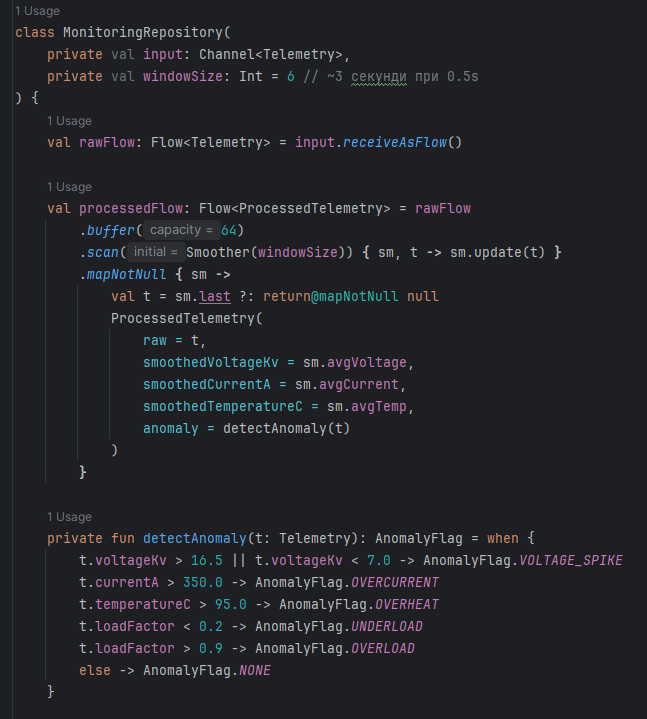 1 Usage
class MonitoringRepository(
    private val input: Channel<Telemetry>,
    private val windowSize: Int = 6 // ~3 секунди при 0.5s
) {
    1 Usage
    val rawFlow: Flow<Telemetry> = input.receiveAsFlow()
    1 Usage
    val processedFlow: Flow<ProcessedTelemetry> = rawFlow
        .buffer( capacity = 64)
        .scan( initial = Smoother(windowSize)) { sm, t -> sm.update(t) }
        .mapNotNull { sm ->
            val t = sm.last ?: return@mapNotNull null
            ProcessedTelemetry(
                raw = t,
                smoothedVoltageKv = sm.avgVoltage,
                smoothedCurrentA = sm.avgCurrent,
                smoothedTemperatureC = sm.avgTemp,
                anomaly = detectAnomaly(t)
            )
        }
    1 Usage
    private fun detectAnomaly(t: Telemetry): AnomalyFlag = when {
        t.voltageKv > 16.5 || t.voltageKv < 7.0 -> AnomalyFlag.VOLTAGE_SPIKE
        t.currentA > 350.0 -> AnomalyFlag.OVERCURRENT
        t.temperatureC > 95.0 -> AnomalyFlag.OVERHEAT
        t.loadFactor < 0.2 -> AnomalyFlag.UNDERLOAD
        t.loadFactor > 0.9 -> AnomalyFlag.OVERLOAD
        else -> AnomalyFlag.NONE
    }